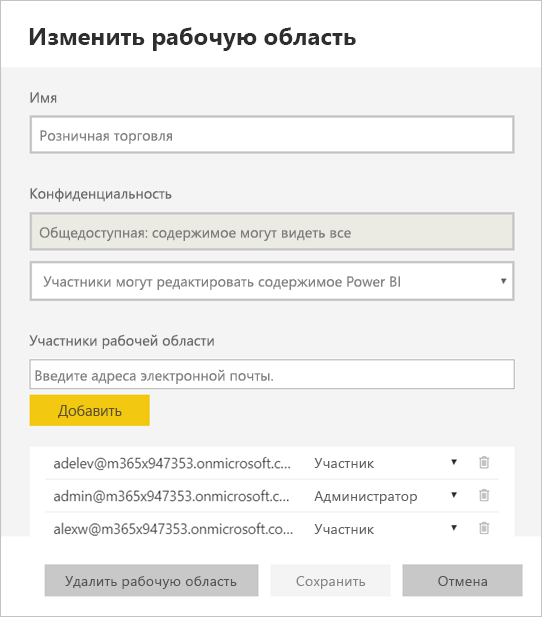 Изменить рабочую область
Имя
Розничная торговля
Конфиденциальность
Общедоступная: содержимое могут видеть все
Участники могут редактировать содержимое Power BI
Участники рабочей области
Введите адреса электронной почты.
Добавить
adelev@m365x947353.onmicrosoft.c... Участник
admin@m365x947353.onmicrosoft.c... Администратор
alexw@m365x947353.onmicrosoft.co... Участник
Удалить рабочую область Сохранить Отмена